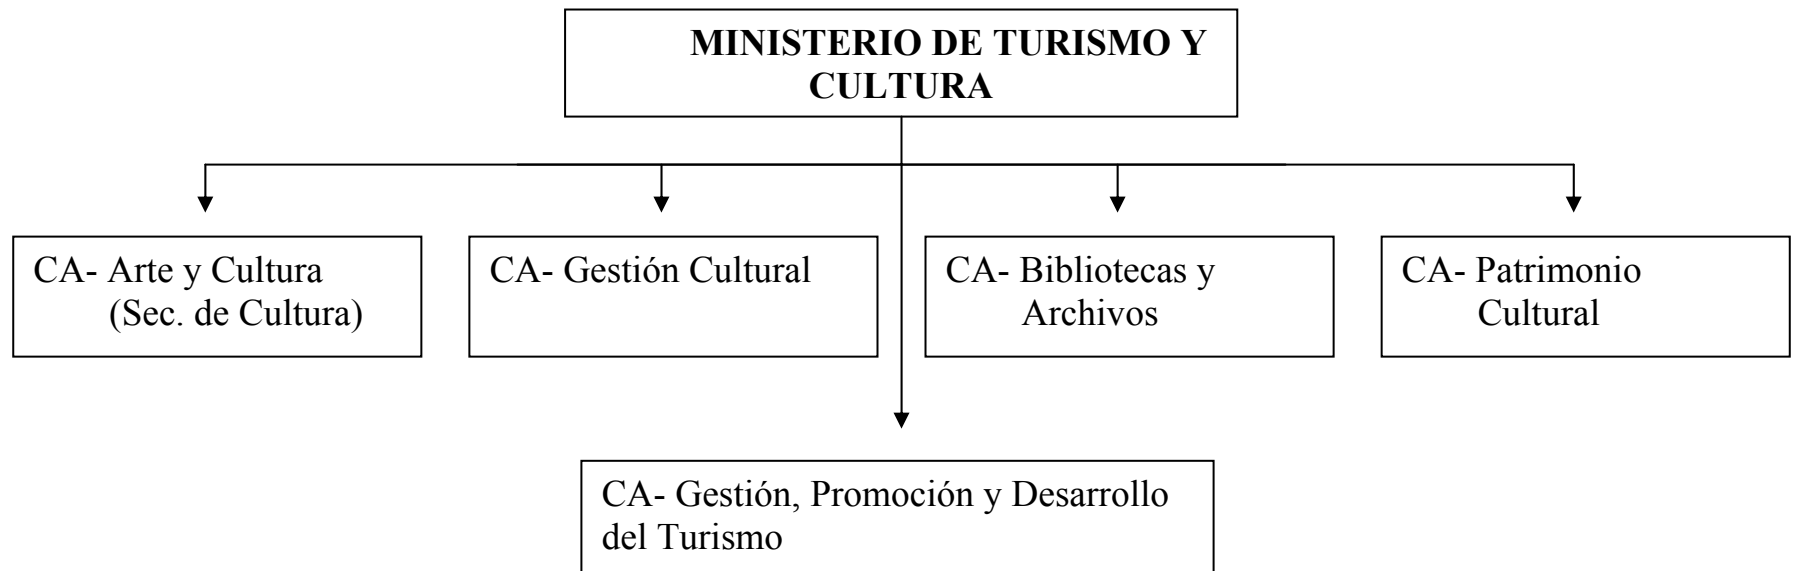 MINISTERIO DE TURISMO Y
CULTURA
CA- Arte y Cultura
(Sec. de Cultura)
CA- Gestión Cultural
CA- Bibliotecas y
Archivos
CA- Patrimonio
Cultural
CA- Gestión, Promoción y Desarrollo
del Turismo